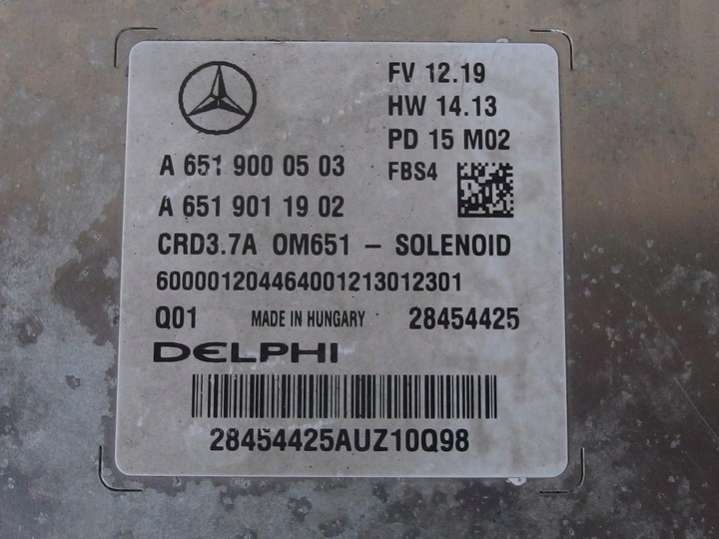 FV 12.19
HW 14.13
PD 15 M02
A 651 900 05 03
FBS4
A 651 901 19 02
CRD3.7A OM651 – SOLENOID
600001204464001213012301
Q01 MADE IN HUNGARY 28454425
DELPHI
28454425AUZ10Q98